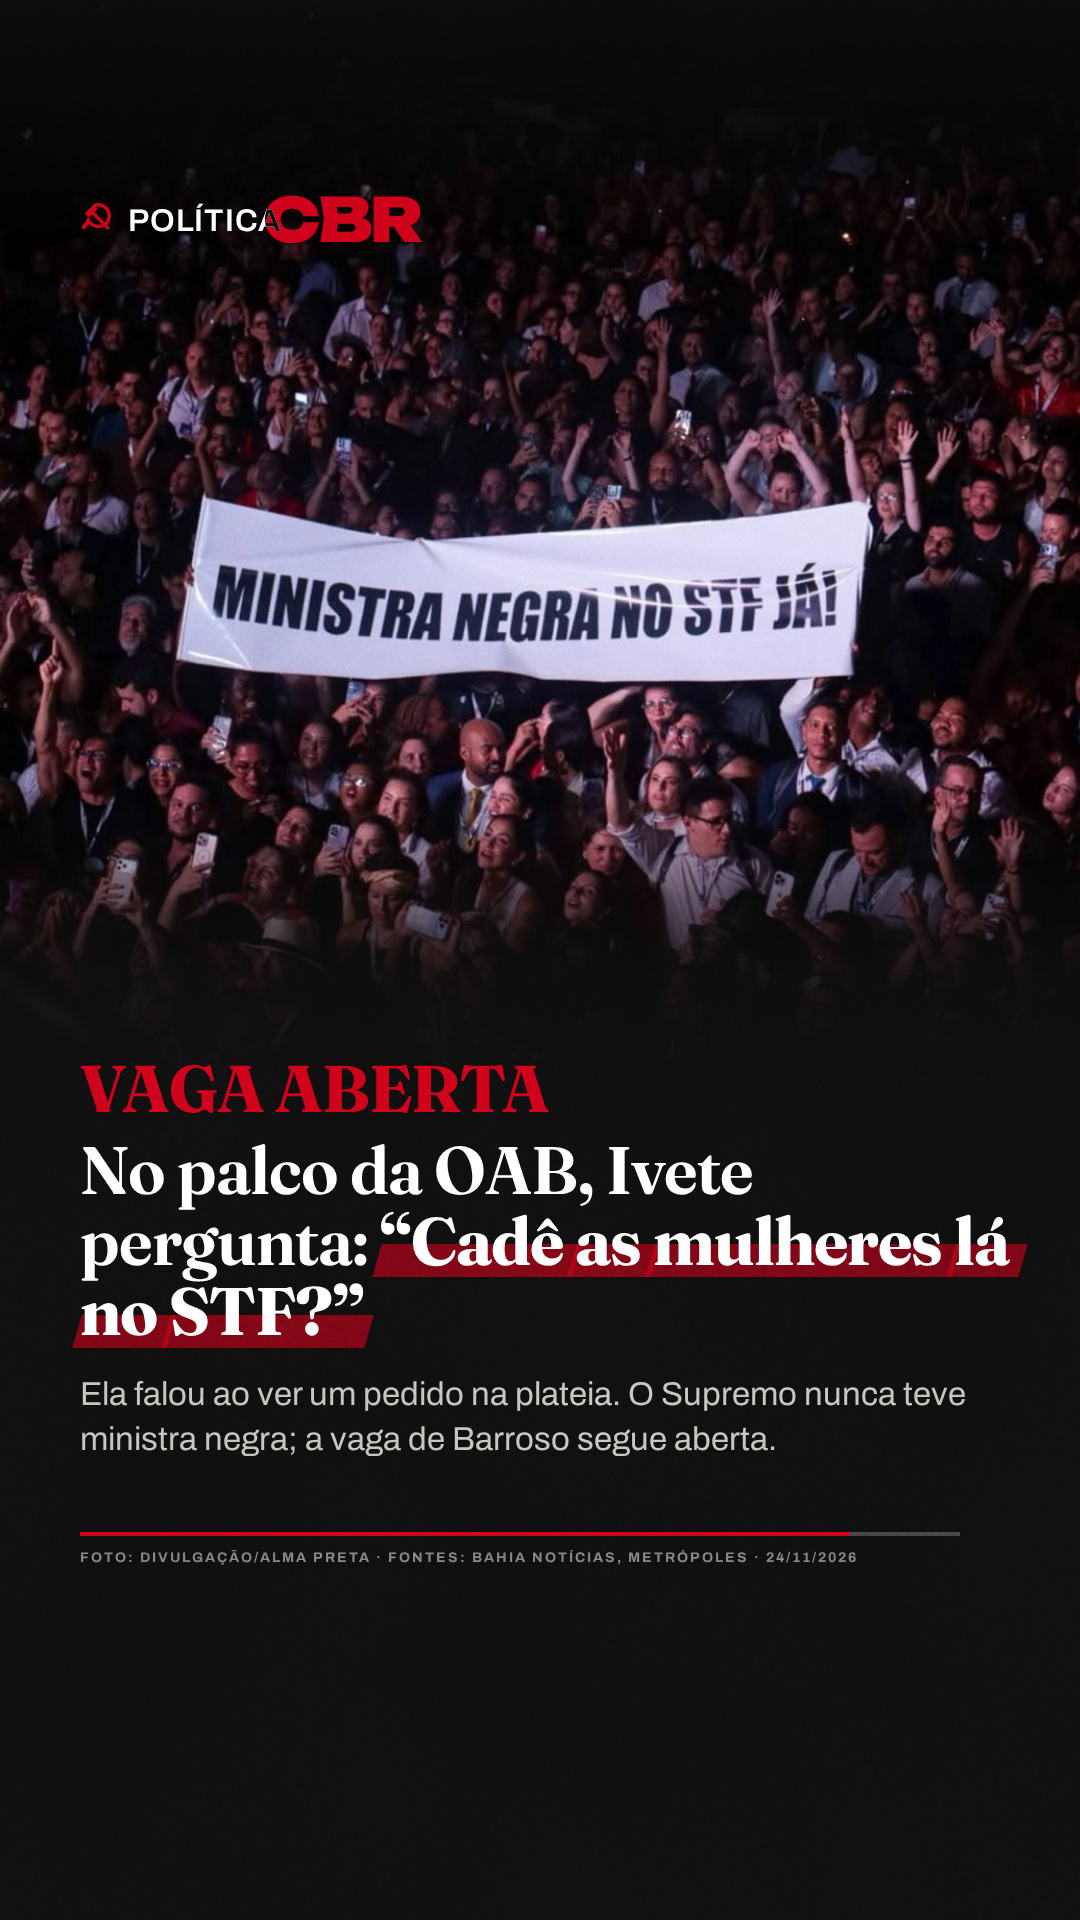 POLÍTICA CBR
MINISTRA NEGRA NO STF JÁ!
VAGA ABERTA
No palco da OAB, Ivete
pergunta: “Cadê as mulheres lá
no STF?”
Ela falou ao ver um pedido na plateia. O Supremo nunca teve
ministra negra; a vaga de Barroso segue aberta.
FOTO: DIVULGAÇÃO/ALMA PRETA · FONTES: BAHIA NOTÍCIAS, METRÓPOLES · 24/11/2026